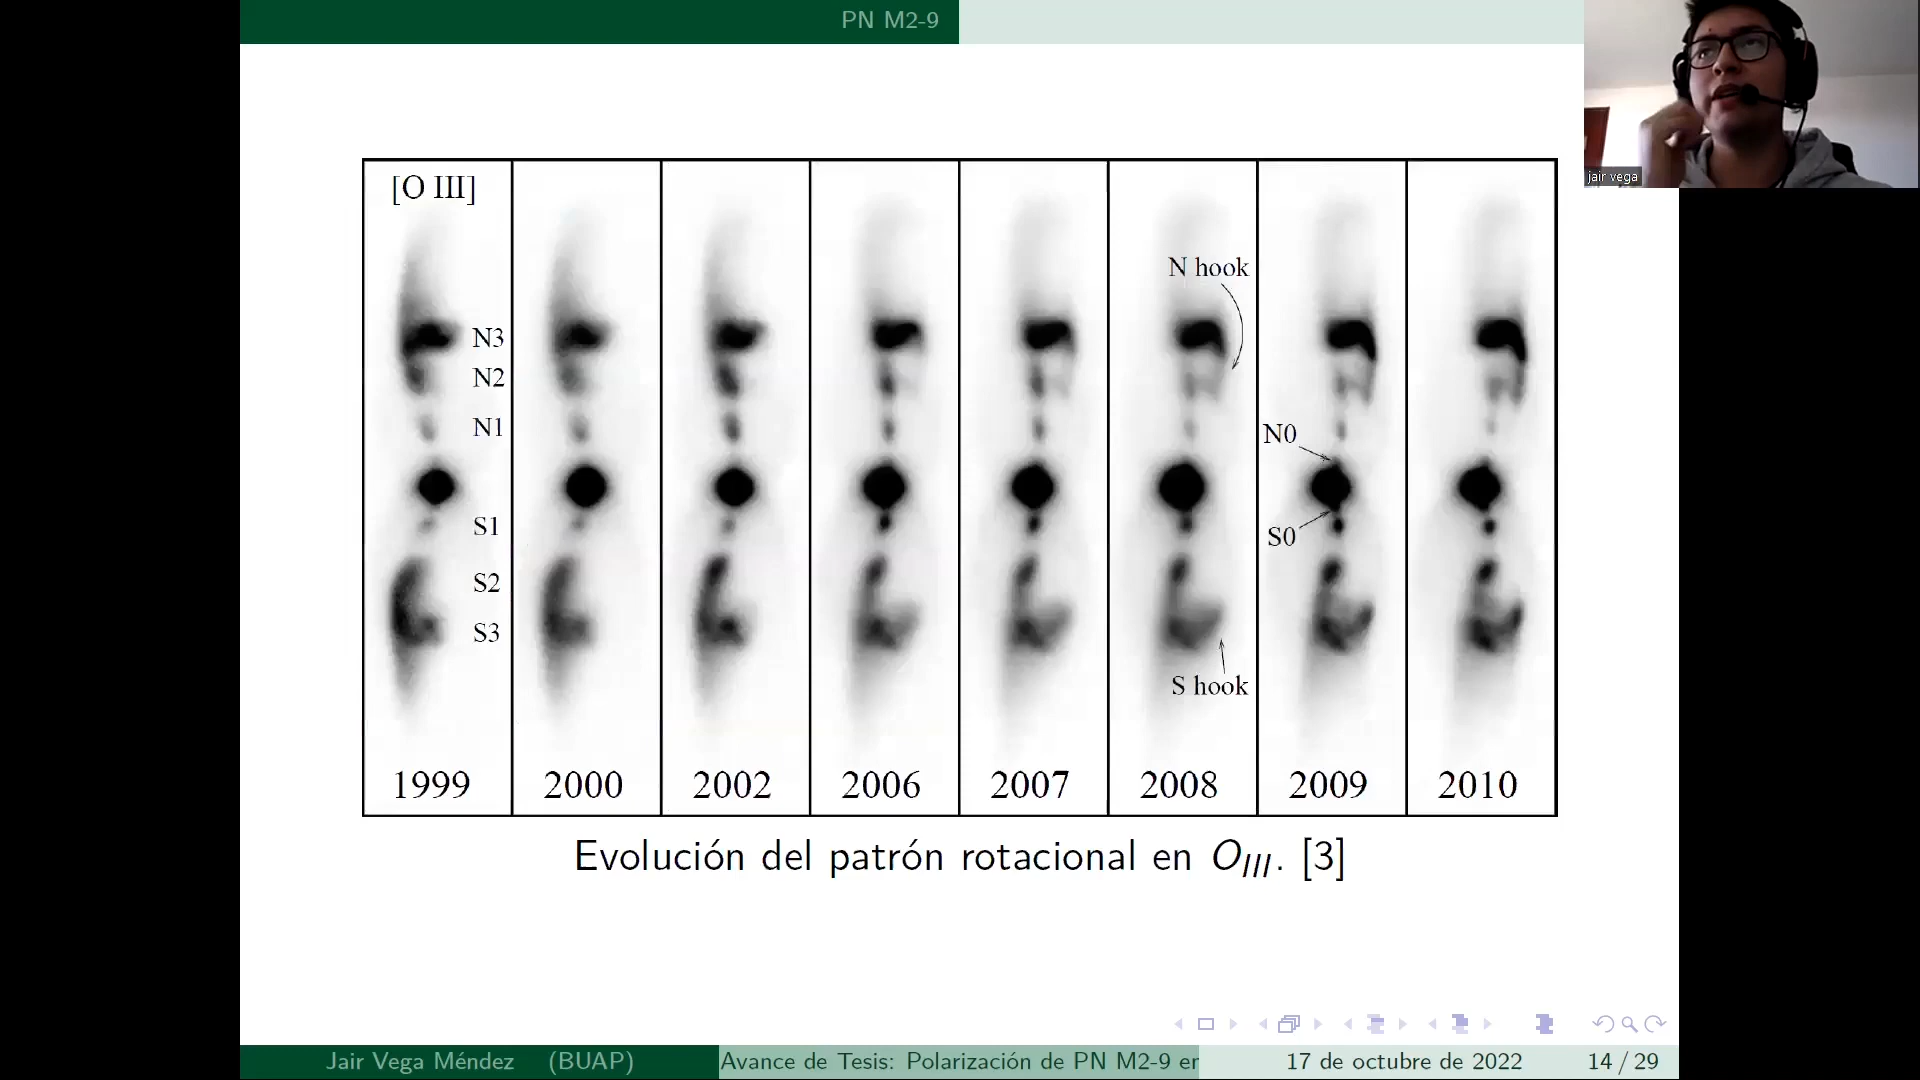 PN M2-9
jair vega
[O III]
N hook
N3
N2
N1
N0
S1
S0
S2
S3
S hook
1999
2000
2002
2006
2007
2008
2009
2010
Evolución del patrón rotacional en O_III. [3]
Jair Vega Méndez (BUAP)
Avance de Tesis: Polarización de PN M2-9 en
17 de octubre de 2022
14 / 29